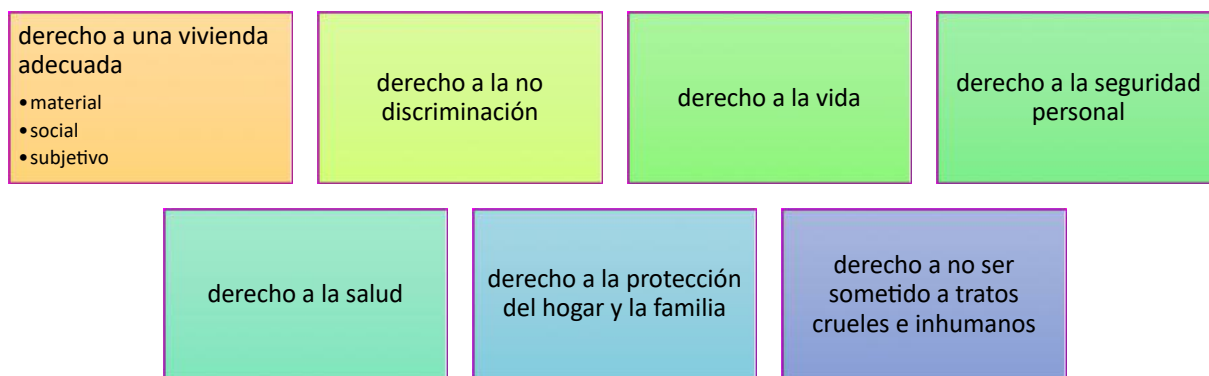 derecho a una vivienda
adecuada
•material
•social
•subjetivo
derecho a la no
discriminación
derecho a la vida
derecho a la seguridad
personal
derecho a la salud
derecho a la protección
del hogar y la familia
derecho a no ser
sometido a tratos
crueles e inhumanos